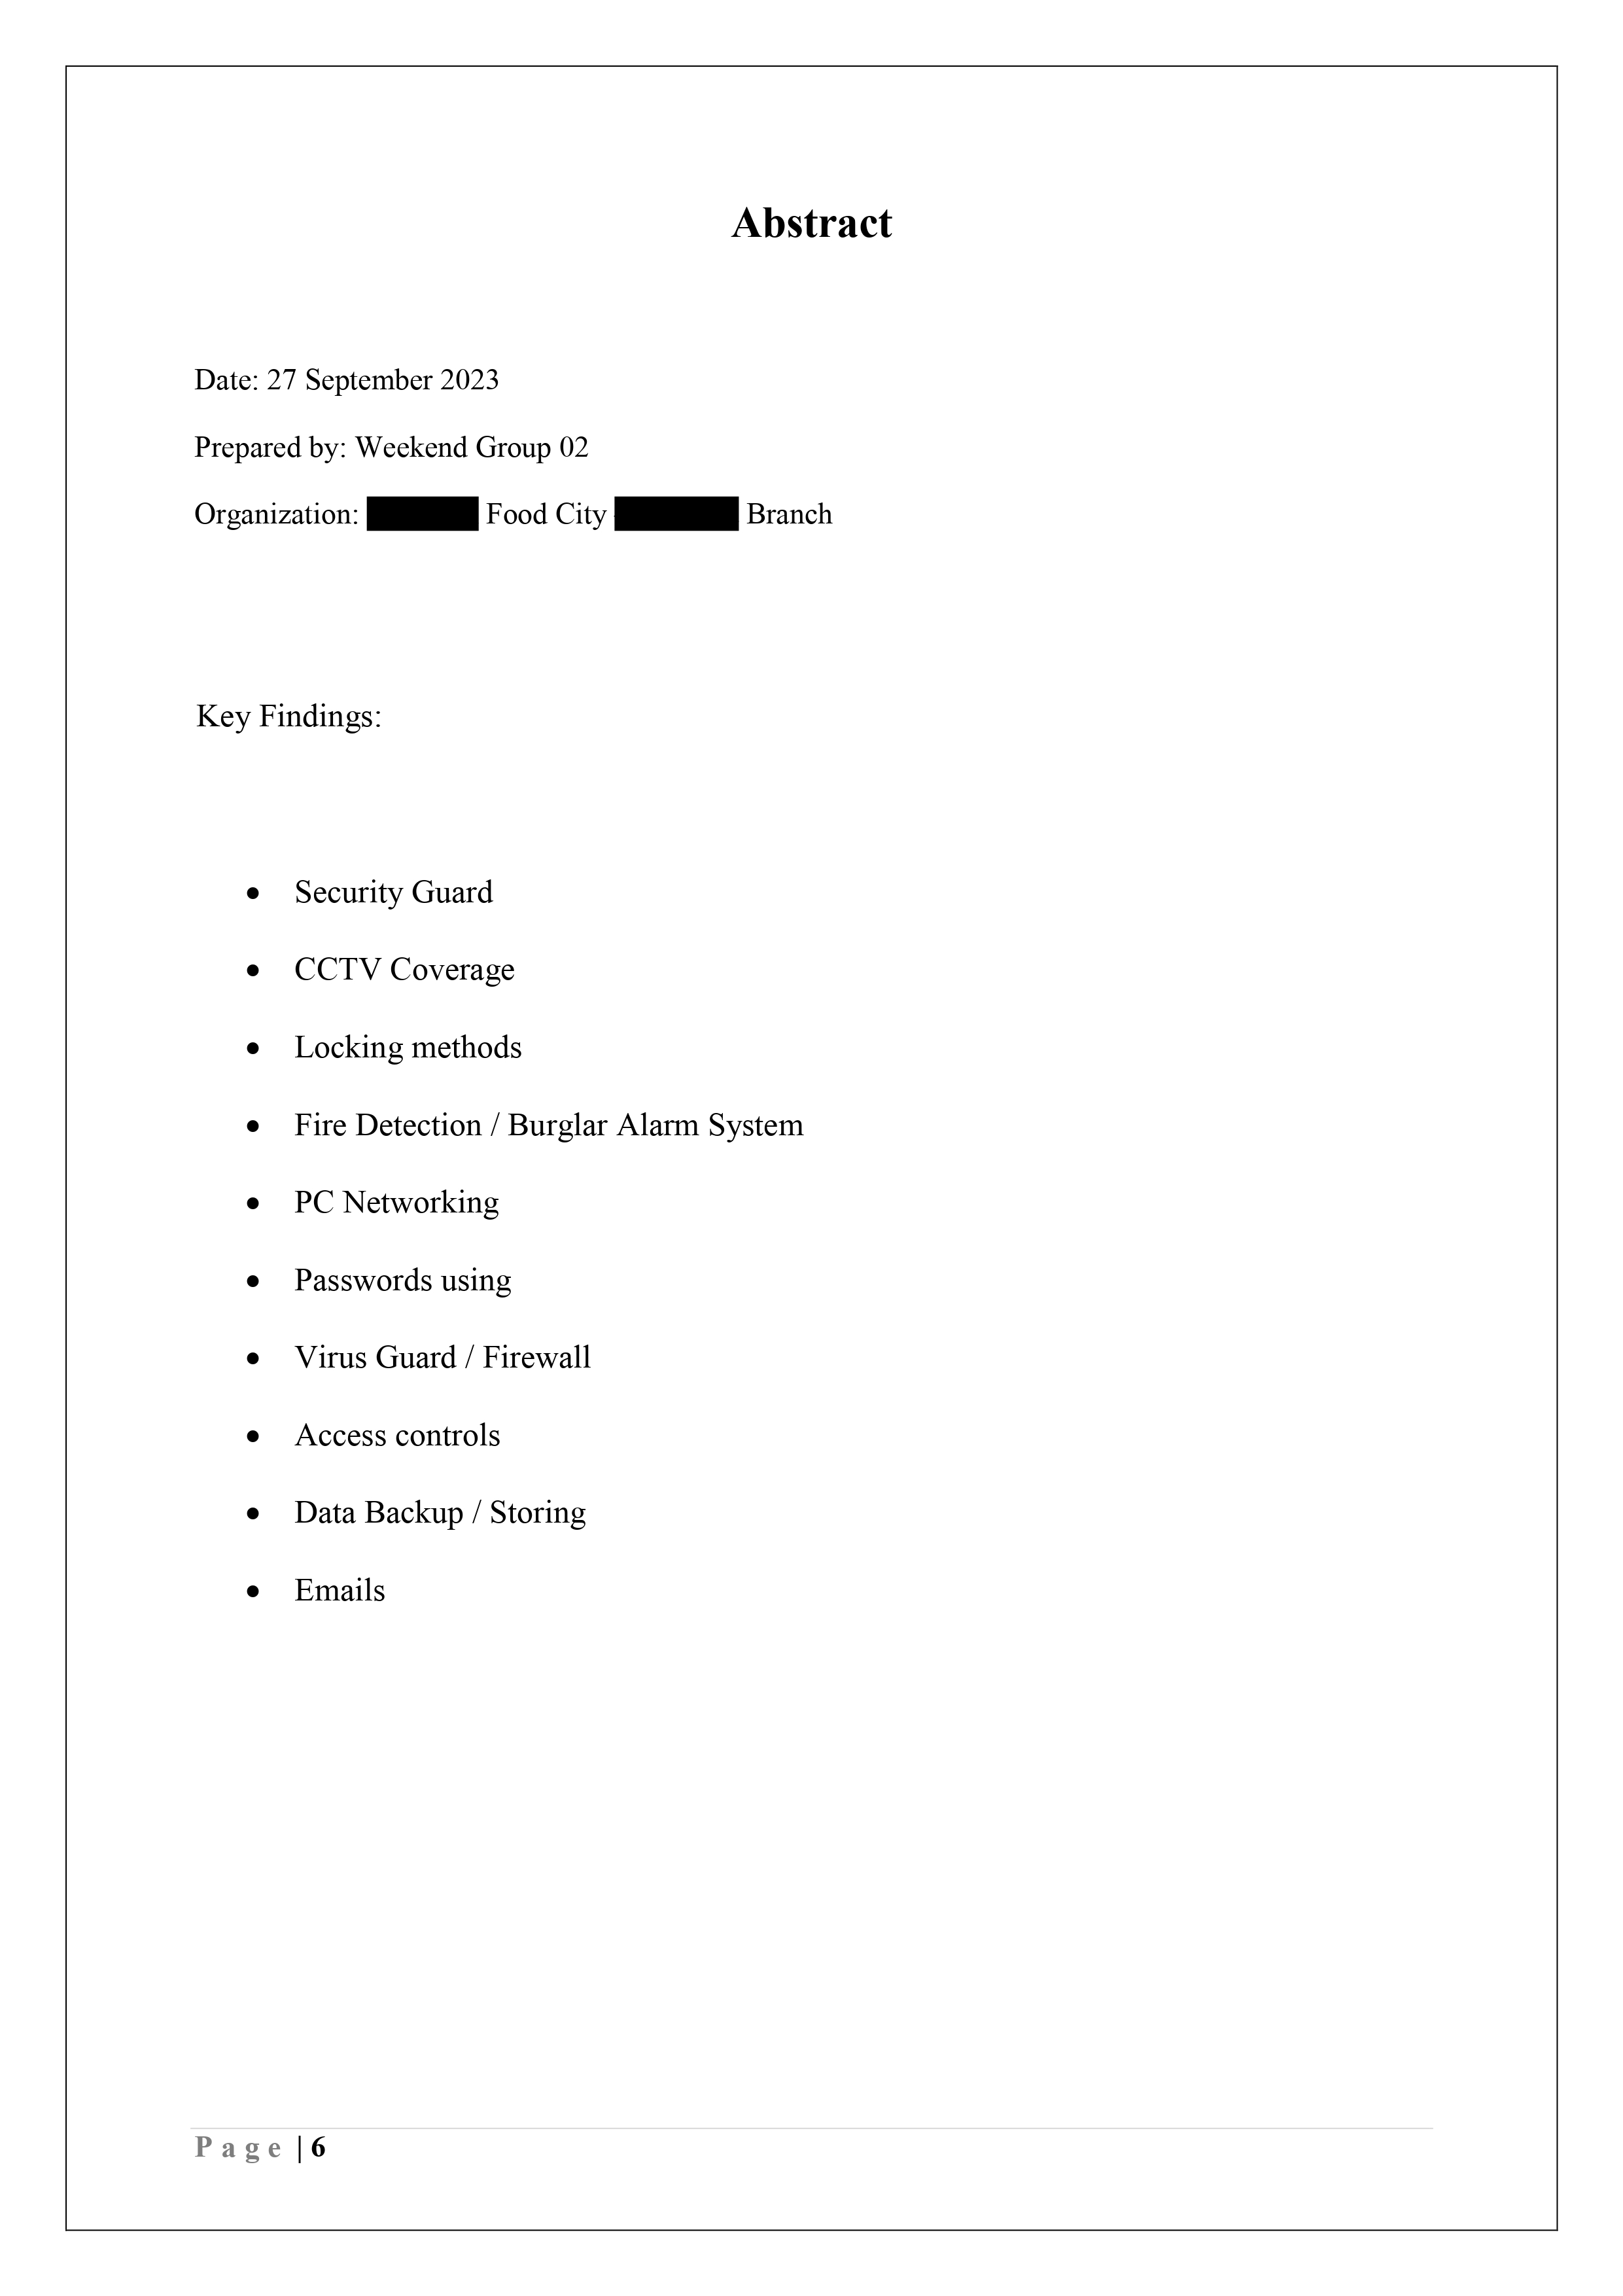 Abstract
Date: 27 September 2023
Prepared by: Weekend Group 02
Organization: Food City Branch
Key Findings:
• Security Guard
• CCTV Coverage
• Locking methods
• Fire Detection / Burglar Alarm System
• PC Networking
• Passwords using
• Virus Guard / Firewall
• Access controls
• Data Backup / Storing
• Emails
Page | 6